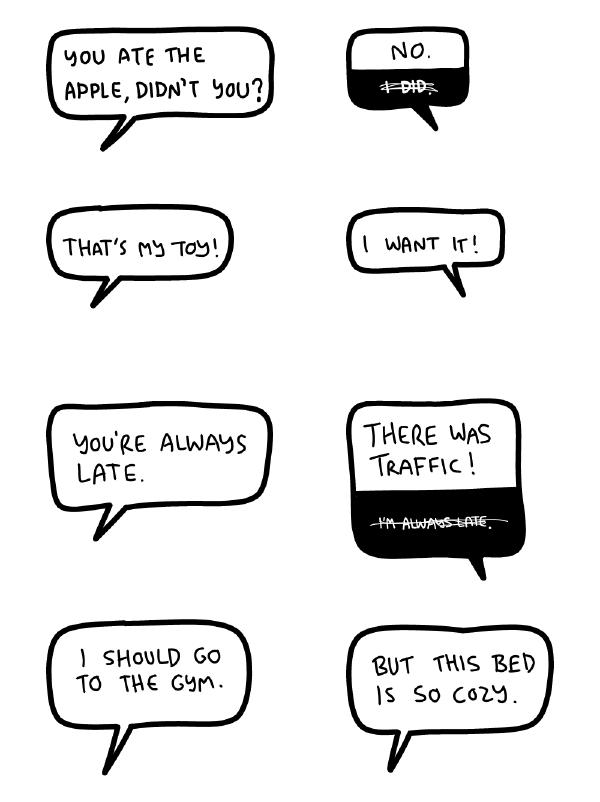 YOU ATE THE
APPLE, DIDN'T YOU?
NO.
I DID.
THAT'S MY TOY!
I WANT IT!
YOU'RE ALWAYS
LATE.
THERE WAS
TRAFFIC!
I'M ALWAYS LATE.
I SHOULD GO
TO THE GYM.
BUT THIS BED
IS SO COZY.